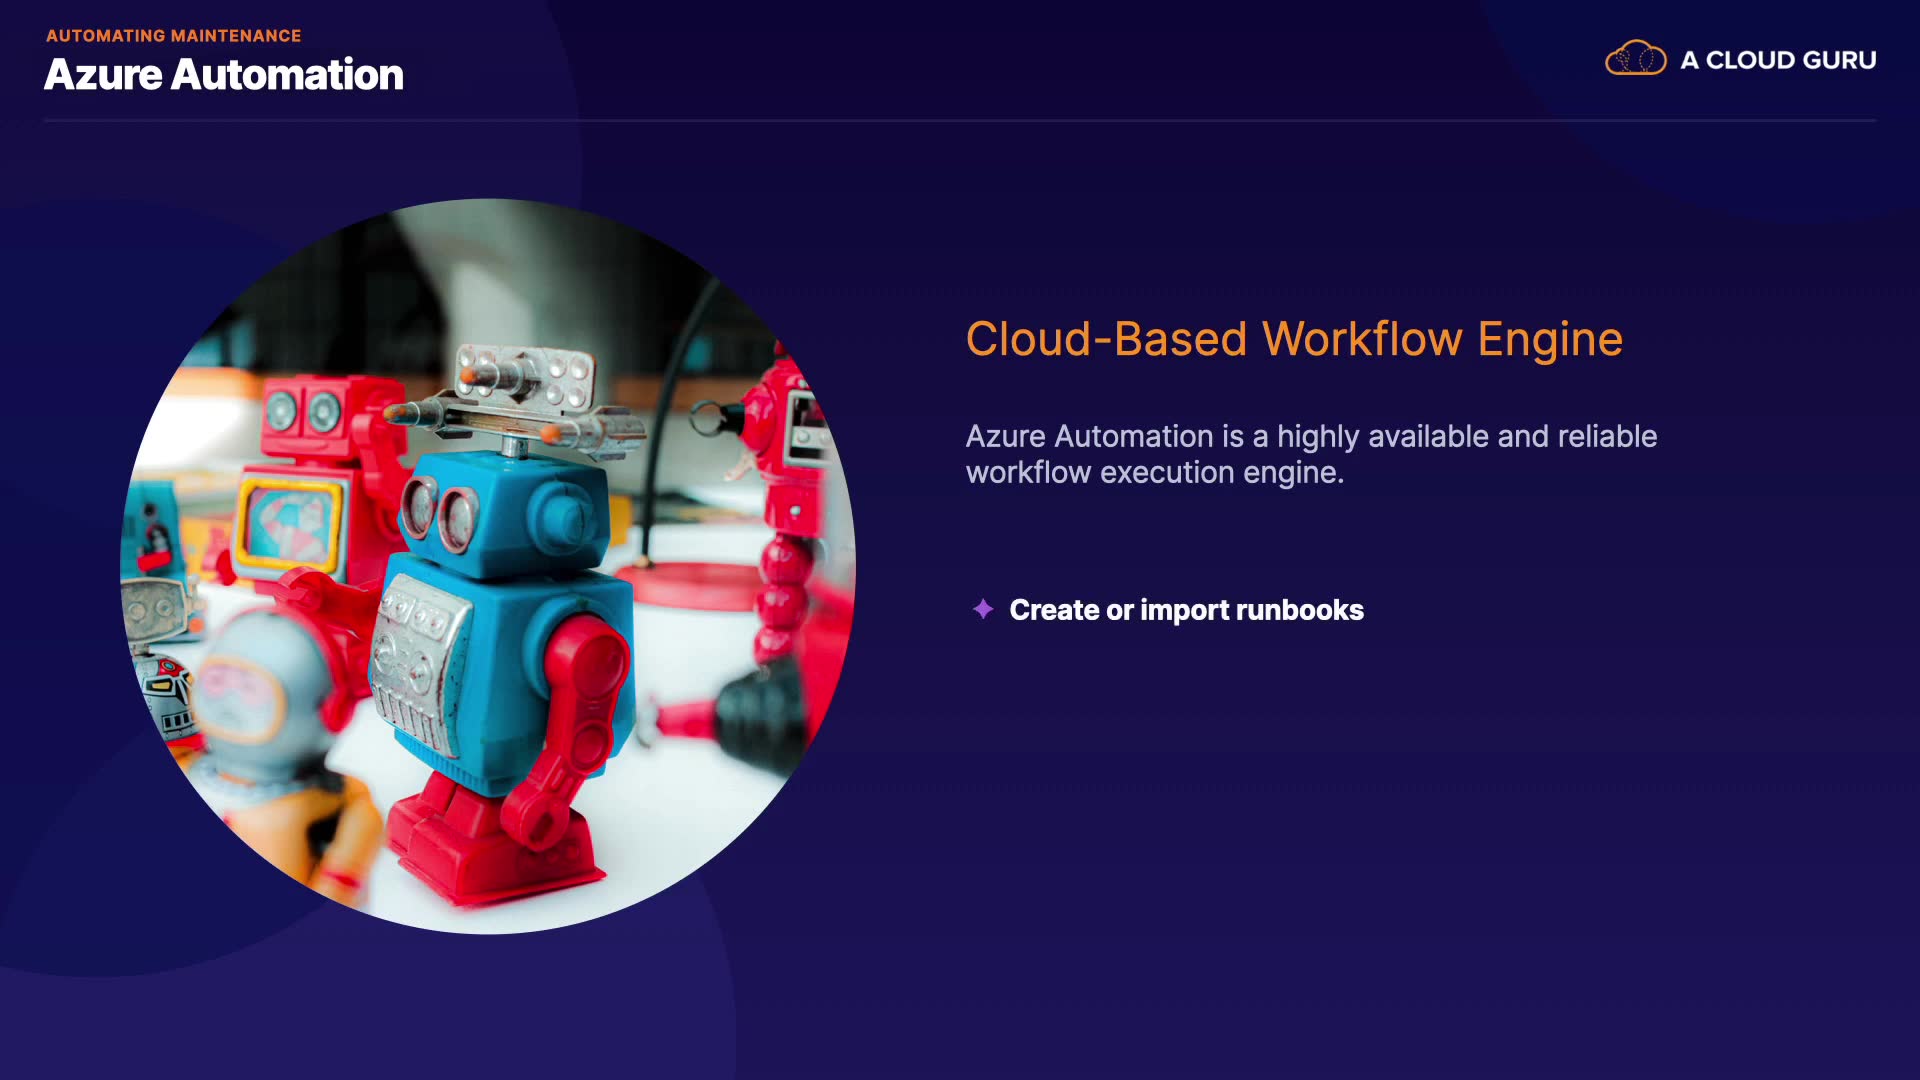 AUTOMATING MAINTENANCE
Azure Automation
A CLOUD GURU
Cloud-Based Workflow Engine
Azure Automation is a highly available and reliable
workflow execution engine.
Create or import runbooks